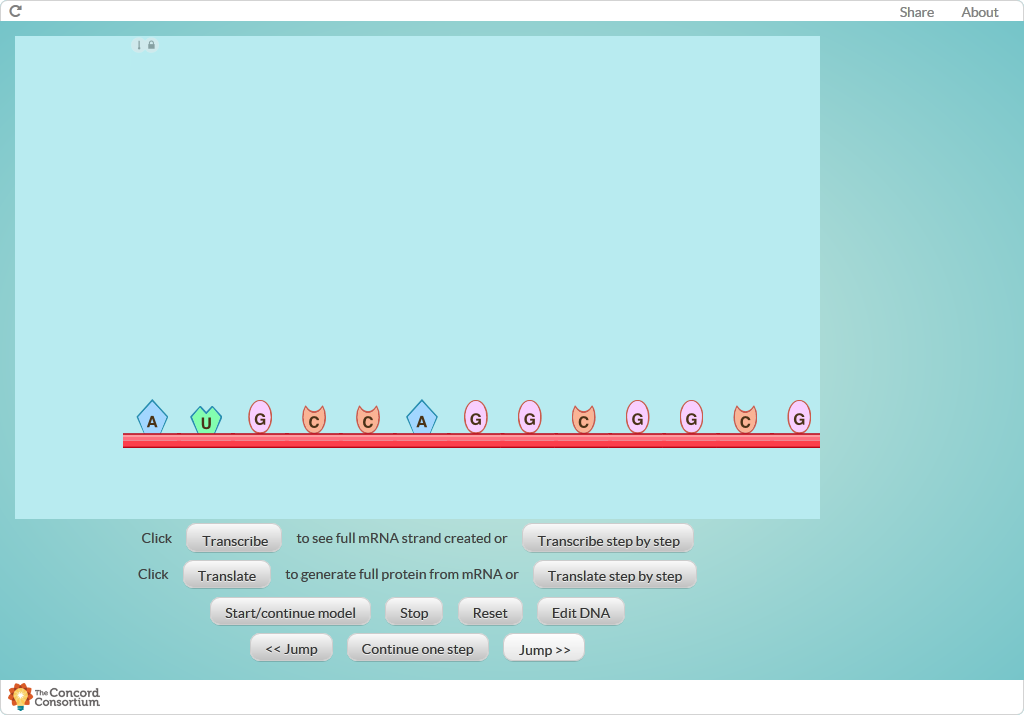 Share About
A U G C C A G G C G G C G
Click Transcribe to see full mRNA strand created or Transcribe step by step
Click Translate to generate full protein from mRNA or Translate step by step
Start/continue model Stop Reset Edit DNA
<< Jump Continue one step Jump >>
The Concord
Consortium